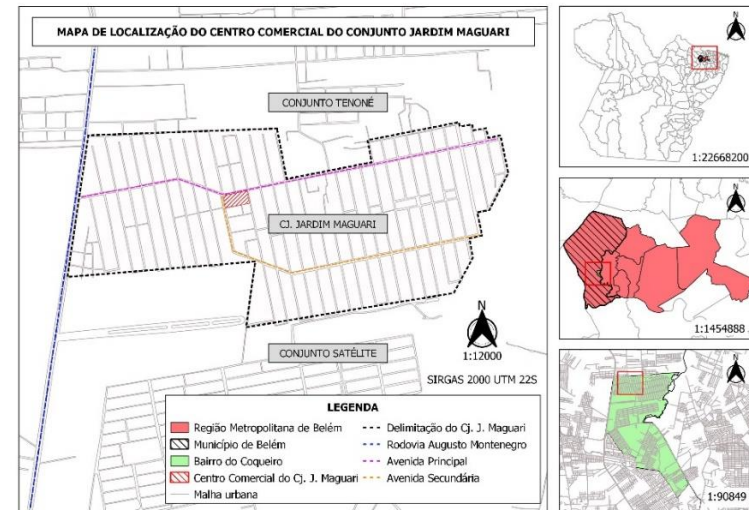 MAPA DE LOCALIZAÇÃO DO CENTRO COMERCIAL DO CONJUNTO JARDIM MAGUARI
CONJUNTO TENONÉ
CJ. JARDIM MAGUARI
CONJUNTO SATÉLITE
N
1:12000
SIRGAS 2000 UTM 22S
LEGENDA
Região Metropolitana de Belém
Município de Belém
Bairro do Coqueiro
Centro Comercial do Cj. J. Maguari
Malha urbana
Delimitação do Cj. J. Maguari
Rodovia Augusto Montenegro
Avenida Principal
Avenida Secundária
N
1:22668200
N
1:1454888
N
1:90849